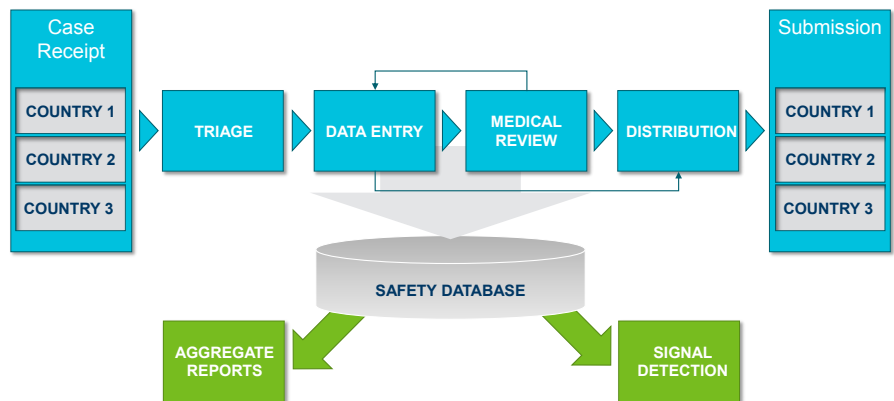 Case
Receipt
COUNTRY 1
COUNTRY 2
COUNTRY 3
TRIAGE
DATA ENTRY
MEDICAL
REVIEW
DISTRIBUTION
Submission
COUNTRY 1
COUNTRY 2
COUNTRY 3
SAFETY DATABASE
AGGREGATE
REPORTS
SIGNAL
DETECTION